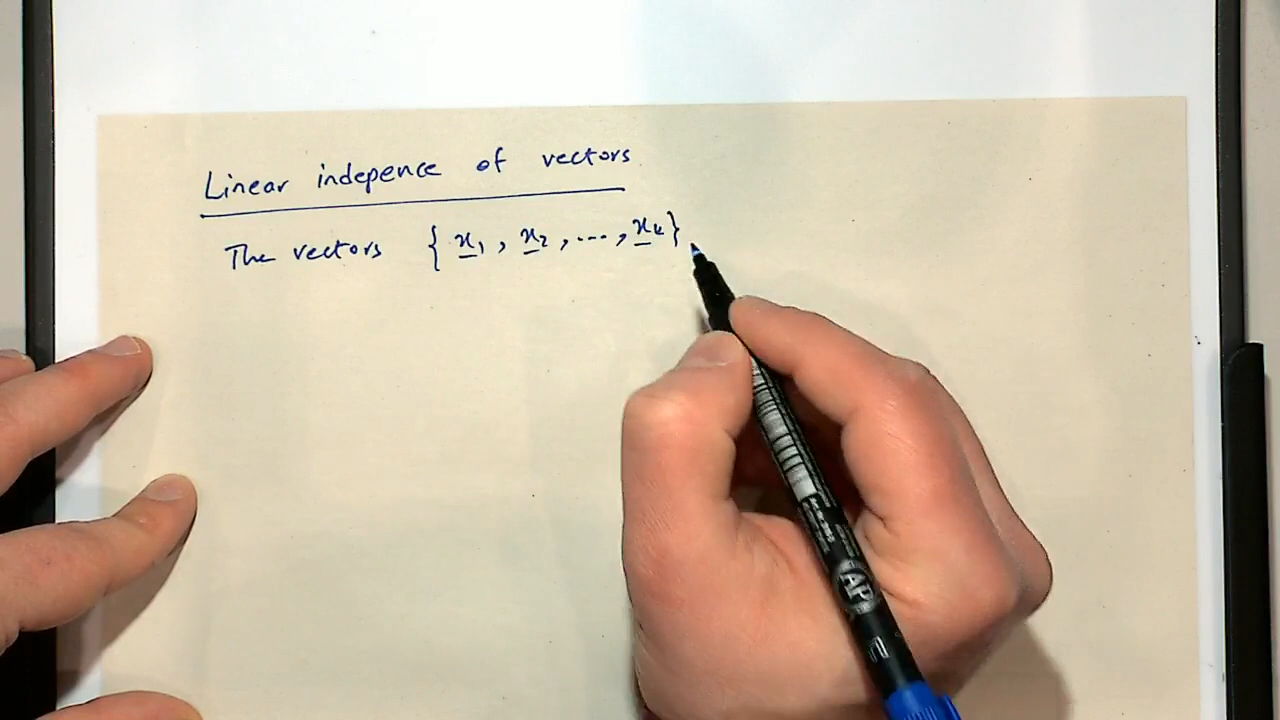 Linear indepence of vectors
The vectors { x₁ , x₂ , ... , xₖ }